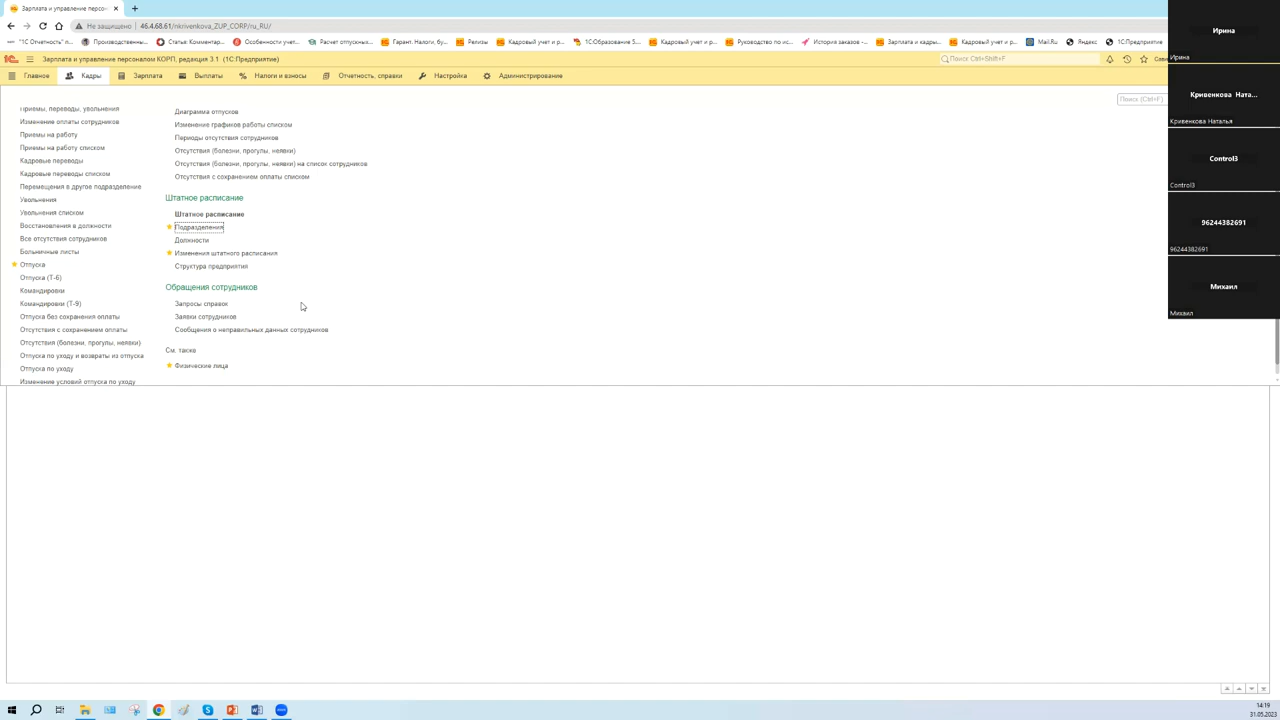 Зарплата и управление персо-
Не защищено
46.4.68.61/nkrivenkova_ZUP_CORP/ru_RU/
"1С Отчетность" п...
Производственны...
Статья: Комментар...
Особенности учет...
Расчет отпускных...
Гарант. Налоги, бу...
Релизы
Кадровый учет и р...
1С:Образование 5...
Кадровый учет и р...
Руководство по ис...
История заказов –...
Зарплата и кадры...
Кадровый учет и р...
Mail.Ru
Яндекс
1С:Предприятие
Зарплата и управление персоналом КОРП, редакция 3.1 (1С:Предприятие)
Поиск Ctrl+Shift+F
Главное
Кадры
Зарплата
Выплаты
Налоги и взносы
Отчетность, справки
Настройка
Администрирование
Поиск (Ctrl+F)
Приемы, переводы, увольнения
Изменение оплаты сотрудников
Приемы на работу
Приемы на работу списком
Кадровые переводы
Кадровые переводы списком
Перемещения в другое подразделение
Увольнения
Увольнения списком
Восстановления в должности
Все отсутствия сотрудников
Больничные листы
Отпуска
Отпуска (Т-6)
Командировки
Командировки (Т-9)
Отпуска без сохранения оплаты
Отсутствия с сохранением оплаты
Отсутствия (болезни, прогулы, неявки)
Отпуска по уходу и возвраты из отпуска
Отпуска по уходу
Изменение условий отпуска по уходу
Диаграмма отпусков
Изменение графиков работы списком
Периоды отсутствия сотрудников
Отсутствия (болезни, прогулы, неявки)
Отсутствия (болезни, прогулы, неявки) на список сотрудников
Отсутствия с сохранением оплаты списком
Штатное расписание
Штатное расписание
Подразделения
Должности
Изменения штатного расписания
Структура предприятия
Обращения сотрудников
Запросы справок
Заявки сотрудников
Сообщения о неправильных данных сотрудников
См. также
Физические лица
Ирина
Ирина
Кривенкова Ната...
Кривенкова Наталья
Control3
Control3
96244382691
96244382691
Михаил
Михаил
14:19
31.05.2023